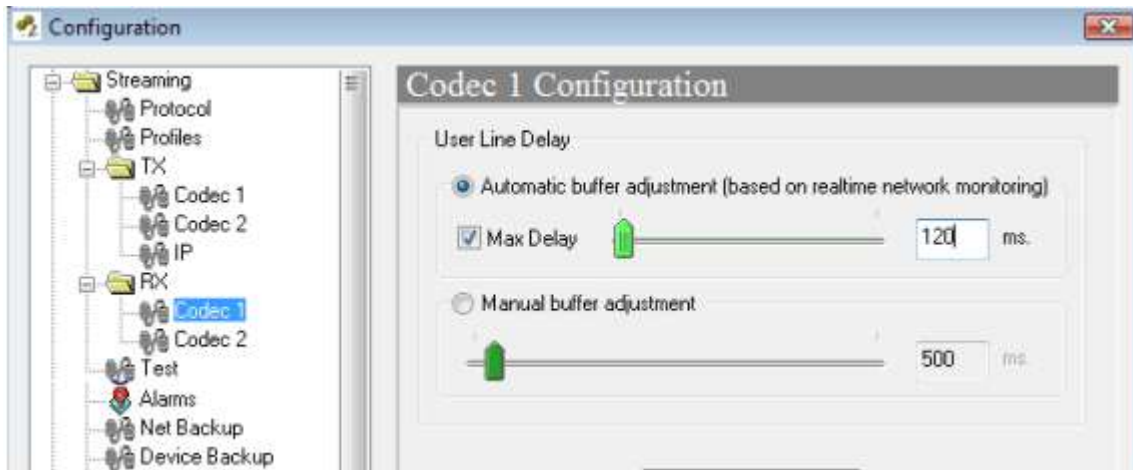 Configuration
Streaming
Protocol
Profiles
TX
Codec 1
Codec 2
IP
RX
Codec 1
Codec 2
Test
Alarms
Net Backup
Device Backup
Codec 1 Configuration
User Line Delay
Automatic buffer adjustment (based on realtime network monitoring)
Max Delay 120 ms.
Manual buffer adjustment
500 ms.